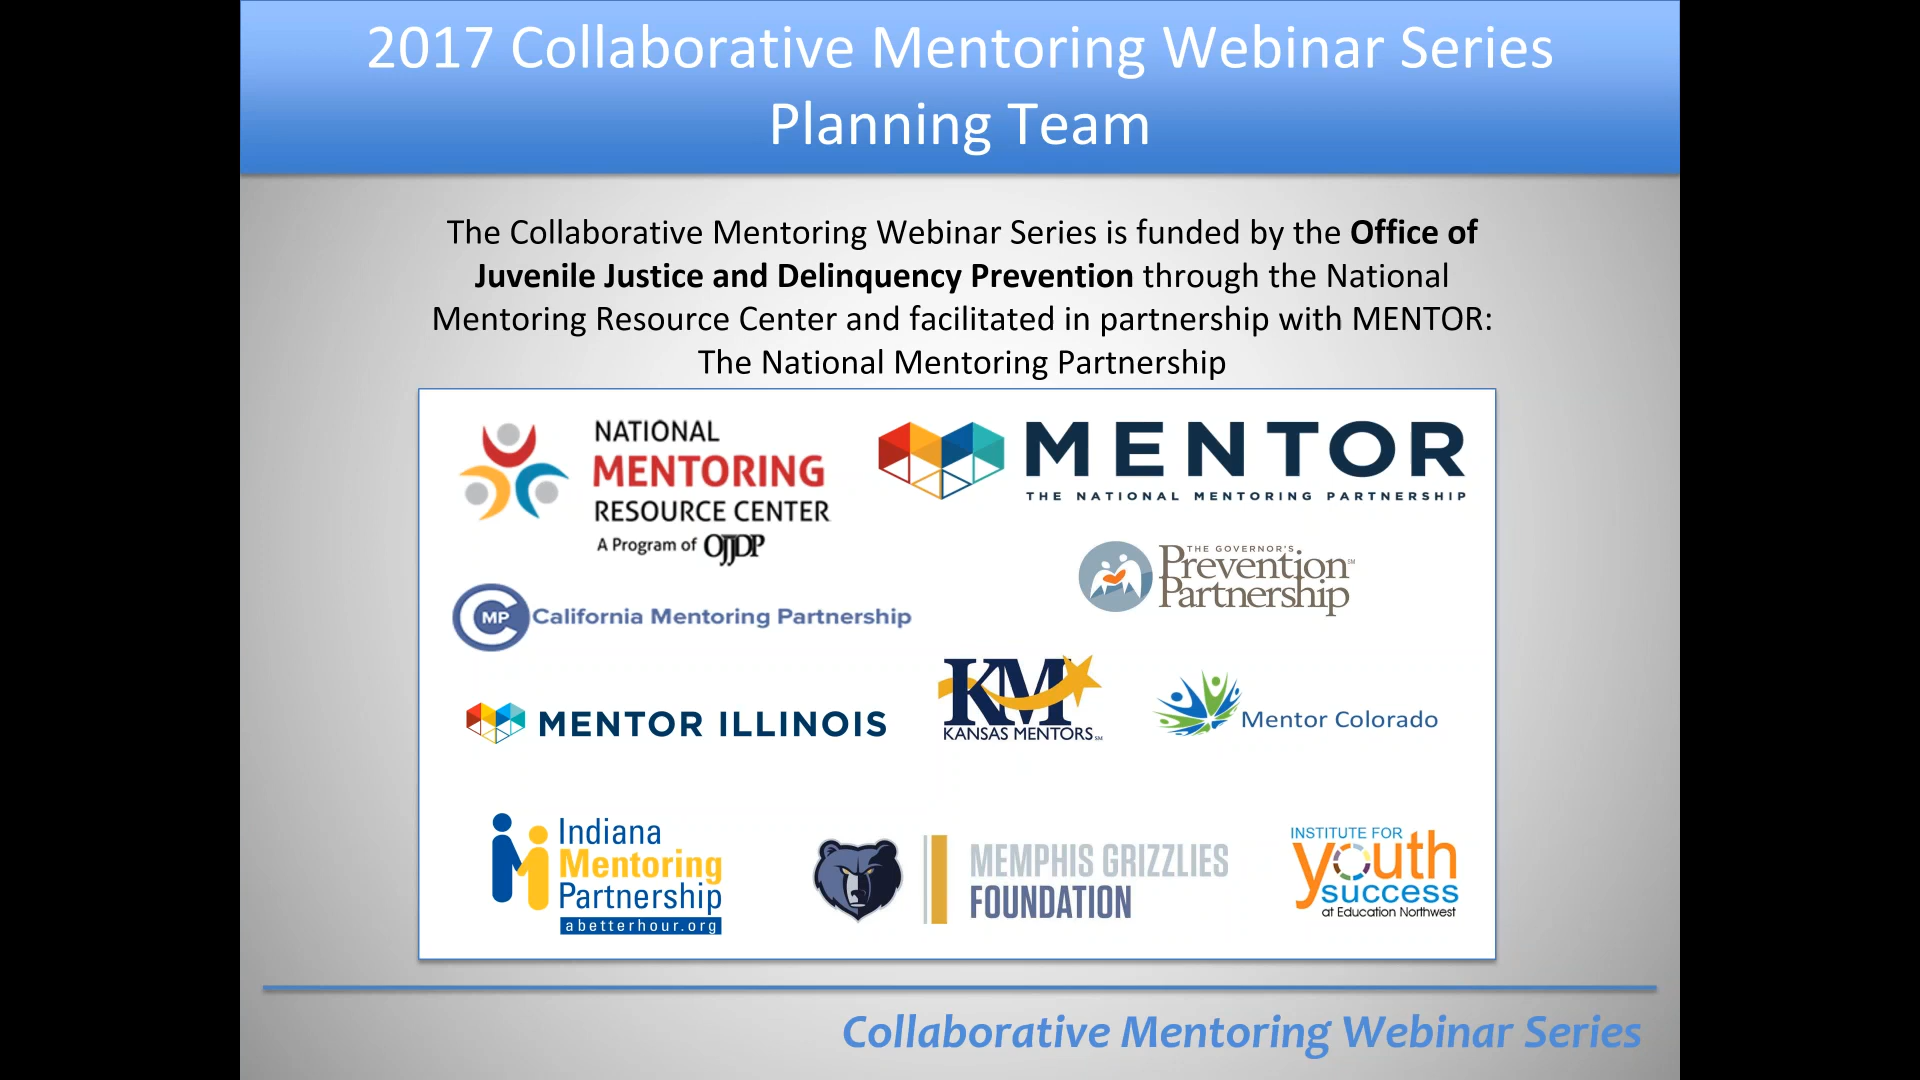 2017 Collaborative Mentoring Webinar Series
Planning Team
The Collaborative Mentoring Webinar Series is funded by the Office of
Juvenile Justice and Delinquency Prevention through the National
Mentoring Resource Center and facilitated in partnership with MENTOR:
The National Mentoring Partnership
NATIONAL
MENTORING
RESOURCE CENTER
A Program of OJJDP
MENTOR
THE NATIONAL MENTORING PARTNERSHIP
THE GOVERNOR'S
Prevention SM
Partnership
CMP California Mentoring Partnership
MENTOR ILLINOIS
KM
KANSAS MENTORS SM
Mentor Colorado
Indiana
Mentoring
Partnership
abetterhour.org
MEMPHIS GRIZZLIES
FOUNDATION
INSTITUTE FOR
youth
success
at Education Northwest
Collaborative Mentoring Webinar Series